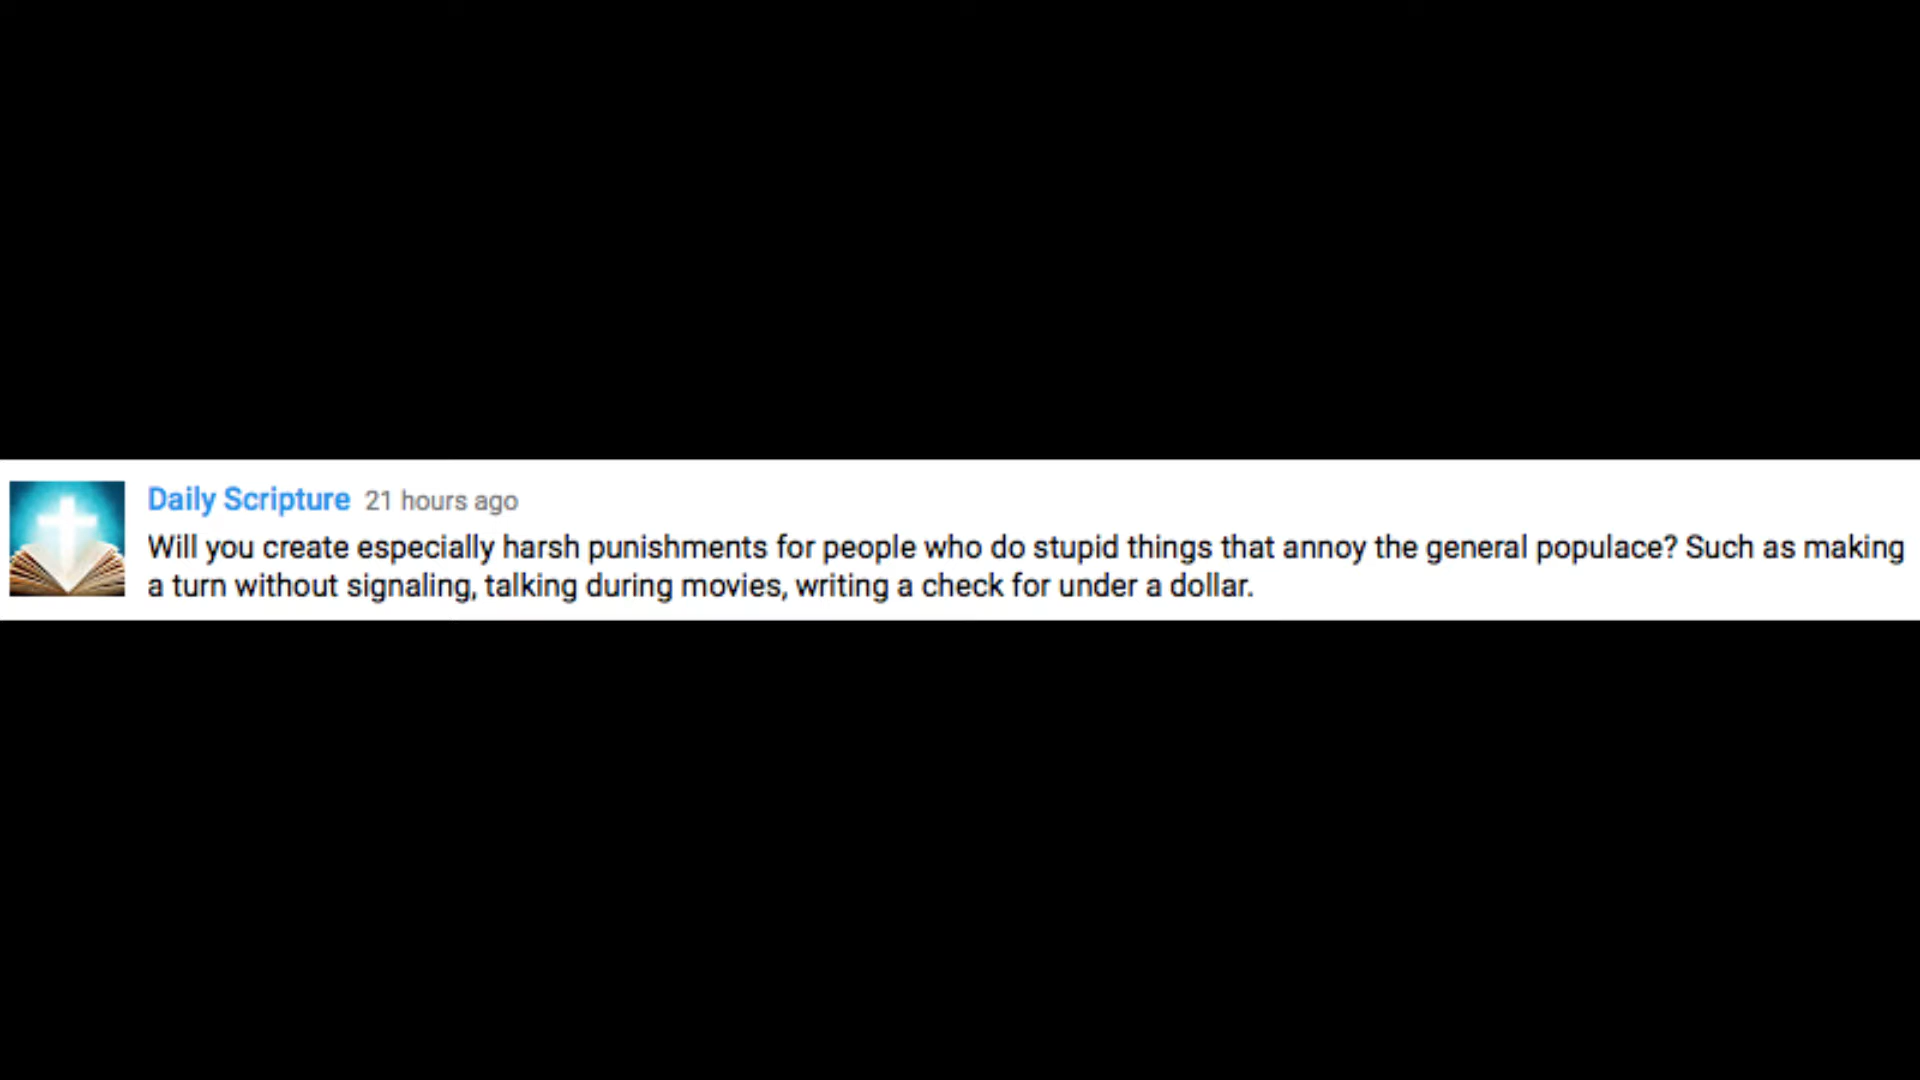 Daily Scripture 21 hours ago
Will you create especially harsh punishments for people who do stupid things that annoy the general populace? Such as making
a turn without signaling, talking during movies, writing a check for under a dollar.